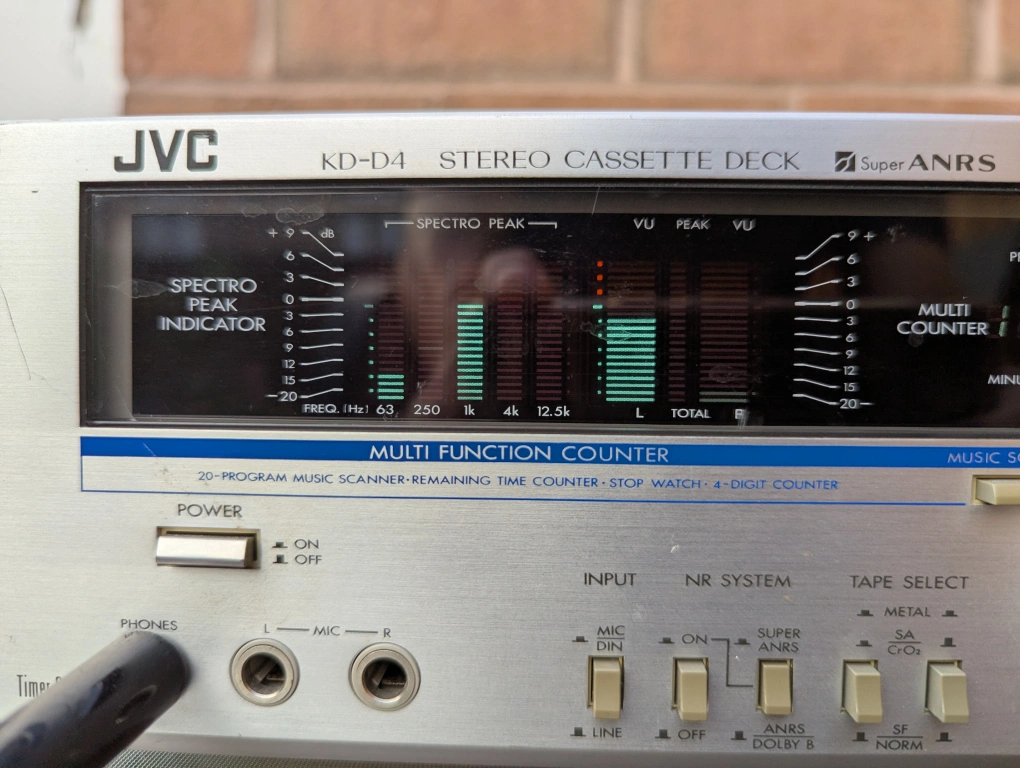 JVC KD-D4 STEREO CASSETTE DECK Super ANRS
SPECTRO PEAK VU PEAK VU
+ 9 dB 9 +
6 6
3 3
0 0
3 3
6 6
9 9
12 12
15 15
-20 20-
SPECTRO
PEAK
INDICATOR
MULTI
COUNTER
FREQ. (Hz) 63 250 1k 4k 12.5k L TOTAL R
MULTI FUNCTION COUNTER
MUSIC
20-PROGRAM MUSIC SCANNER·REMAINING TIME COUNTER·STOP WATCH·4-DIGIT COUNTER
POWER
ON
OFF
PHONES
L MIC R
INPUT
MIC
DIN
LINE
NR SYSTEM
ON
SUPER
ANRS
OFF
ANRS
DOLBY B
TAPE SELECT
METAL
SA
CrO₂
SF
NORM